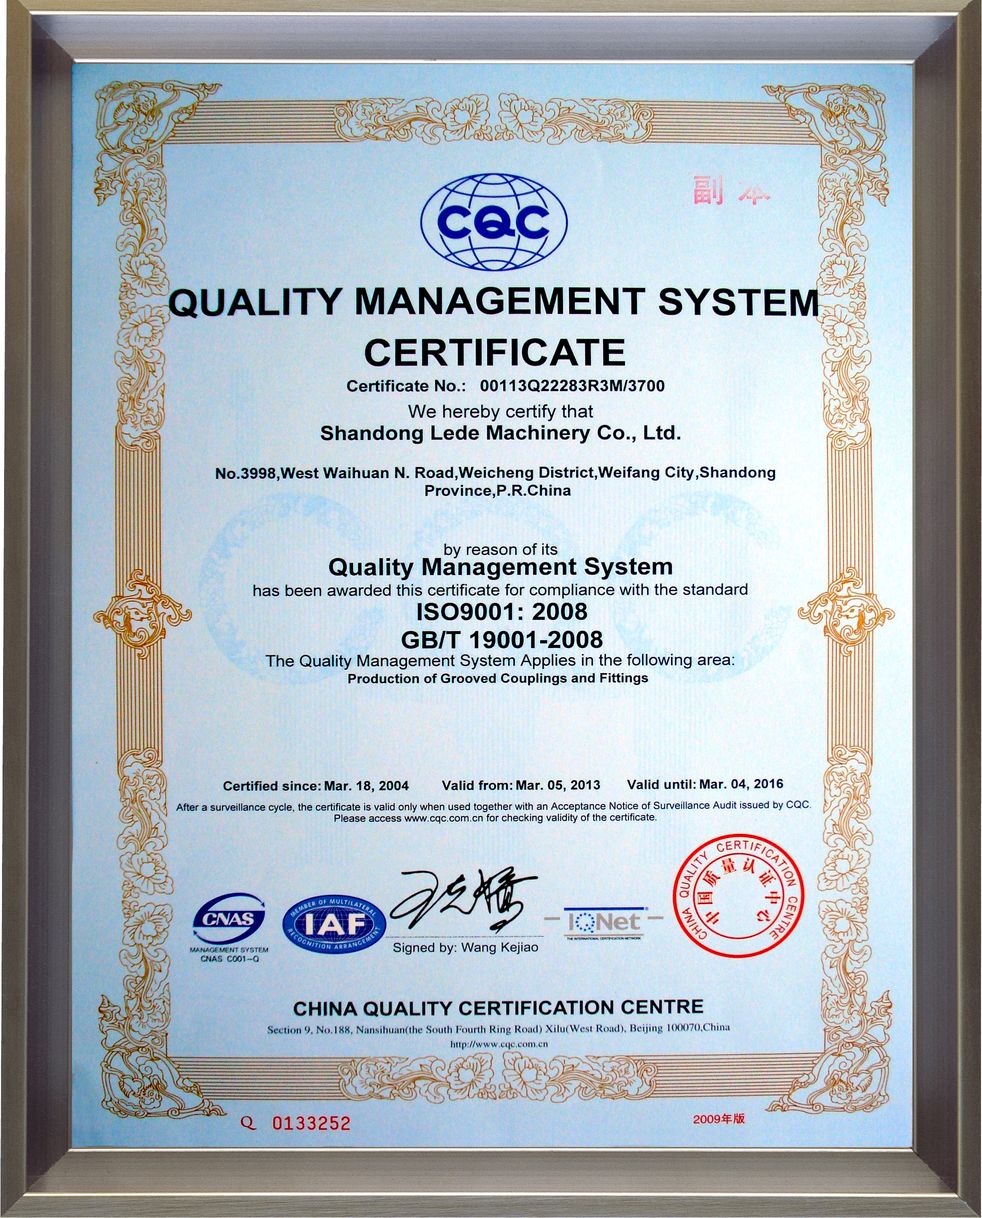 副本
CQC
QUALITY MANAGEMENT SYSTEM
CERTIFICATE
Certificate No.: 00113Q22283R3M/3700
We hereby certify that
Shandong Lede Machinery Co., Ltd.
No.3998,West Waihuan N. Road,Weicheng District,Weifang City,Shandong
Province,P.R.China
by reason of its
Quality Management System
has been awarded this certificate for compliance with the standard
ISO9001: 2008
GB/T 19001-2008
The Quality Management System Applies in the following area:
Production of Grooved Couplings and Fittings
Certified since: Mar. 18, 2004 Valid from: Mar. 05, 2013 Valid until: Mar. 04, 2016
After a surveillance cycle, the certificate is valid only when used together with an Acceptance Notice of Surveillance Audit issued by CQC.
Please access www.cqc.com.cn for checking validity of the certificate.
CNAS
MANAGEMENT SYSTEM
CNAS C001-Q
MEMBER OF MULTILATERAL
IAF
RECOGNITION ARRANGEMENT
Signed by: Wang Kejiao
IQNet
THE INTERNATIONAL CERTIFICATION NETWORK
CHINA QUALITY CERTIFICATION CENTRE
中国质量认证中心
CHINA QUALITY CERTIFICATION CENTRE
Section 9, No.188, Nansihuan(the South Fourth Ring Road) Xilu(West Road), Beijing 100070,China
http://www.cqc.com.cn
Q 0133252
2009年版